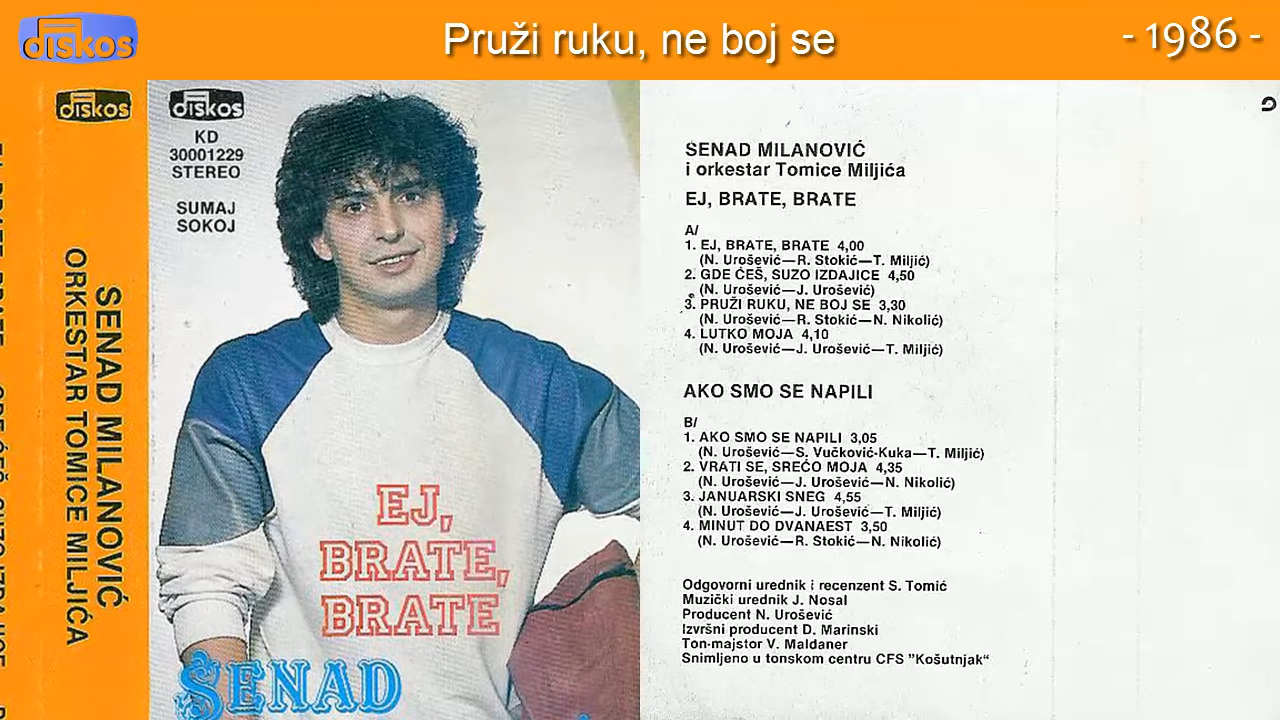 diskos
Pruži ruku, ne boj se
- 1986 -
diskos
SENAD MILANOVIĆ
ORKESTAR TOMICE MILJIĆA
diskos
KD
30001229
STEREO
SUMAJ
SOKOJ
EJ,
BRATE,
BRATE
SENAD
SENAD MILANOVIĆ
i orkestar Tomice Miljića
EJ, BRATE, BRATE
A/
1. EJ, BRATE, BRATE 4,00
(N. Urošević—R. Stokić—T. Miljić)
2. GDE ĆEŠ, SUZO IZDAJICE 4,50
(N. Urošević—J. Urošević)
3. PRUŽI RUKU, NE BOJ SE 3,30
(N. Urošević—R. Stokić—N. Nikolić)
4. LUTKO MOJA 4,10
(N. Urošević—J. Urošević—T. Miljić)
AKO SMO SE NAPILI
B/
1. AKO SMO SE NAPILI 3,05
(N. Urošević—S. Vučković-Kuka—T. Miljić)
2. VRATI SE, SREĆO MOJA 4,35
(N. Urošević—J. Urošević—N. Nikolić)
3. JANUARSKI SNEG 4,55
(N. Urošević—J. Urošević—T. Miljić)
4. MINUT DO DVANAEST 3,50
(N. Urošević—R. Stokić—N. Nikolić)
Odgovorni urednik i recenzent S. Tomić
Muzički urednik J. Nosal
Producent N. Urošević
Izvršni producent D. Marinski
Ton-majstor V. Maldaner
Snimljeno u tonskom centru CFS ”Košutnjak“